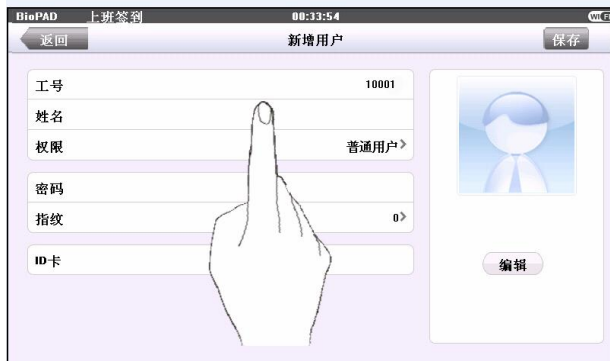 BioPAD 上班签到 00:33:54 WIFI
返回 新增用户 保存
工号 10001
姓名
权限 普通用户>
密码
指纹 0>
ID卡
编辑